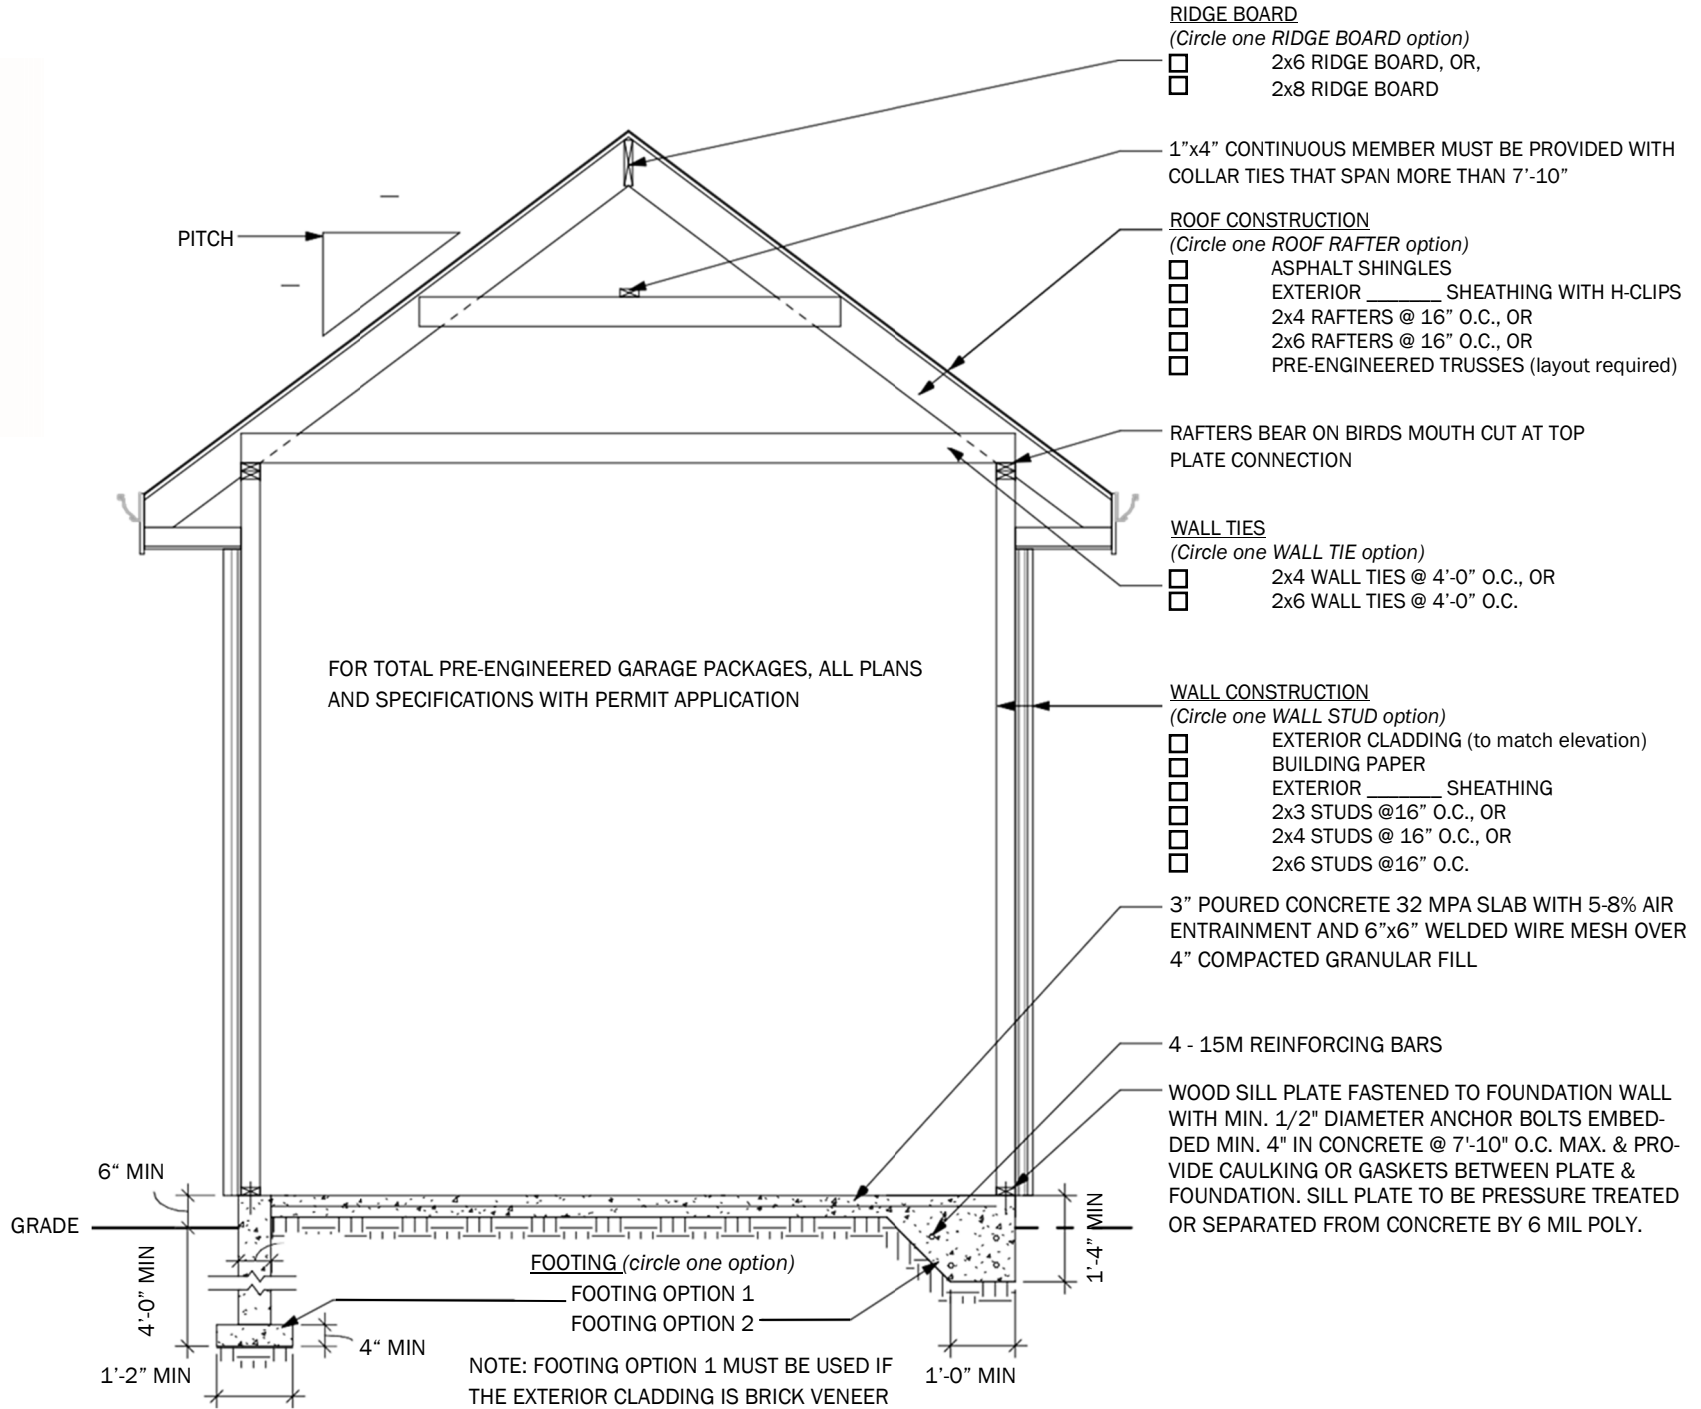 RIDGE BOARD
(Circle one RIDGE BOARD option)
2x6 RIDGE BOARD, OR,
2x8 RIDGE BOARD
1”x4” CONTINUOUS MEMBER MUST BE PROVIDED WITH
COLLAR TIES THAT SPAN MORE THAN 7’-10”
PITCH
ROOF CONSTRUCTION
(Circle one ROOF RAFTER option)
ASPHALT SHINGLES
EXTERIOR _______ SHEATHING WITH H-CLIPS
2x4 RAFTERS @ 16” O.C., OR
2x6 RAFTERS @ 16” O.C., OR
PRE-ENGINEERED TRUSSES (layout required)
RAFTERS BEAR ON BIRDS MOUTH CUT AT TOP
PLATE CONNECTION
WALL TIES
(Circle one WALL TIE option)
2x4 WALL TIES @ 4’-0” O.C., OR
2x6 WALL TIES @ 4’-0” O.C.
FOR TOTAL PRE-ENGINEERED GARAGE PACKAGES, ALL PLANS
AND SPECIFICATIONS WITH PERMIT APPLICATION
WALL CONSTRUCTION
(Circle one WALL STUD option)
EXTERIOR CLADDING (to match elevation)
BUILDING PAPER
EXTERIOR _______ SHEATHING
2x3 STUDS @16” O.C., OR
2x4 STUDS @ 16” O.C., OR
2x6 STUDS @16” O.C.
3” POURED CONCRETE 32 MPA SLAB WITH 5-8% AIR
ENTRAINMENT AND 6”x6” WELDED WIRE MESH OVER
4” COMPACTED GRANULAR FILL
4 - 15M REINFORCING BARS
WOOD SILL PLATE FASTENED TO FOUNDATION WALL
WITH MIN. 1/2" DIAMETER ANCHOR BOLTS EMBED-
DED MIN. 4" IN CONCRETE @ 7'-10" O.C. MAX. & PRO-
VIDE CAULKING OR GASKETS BETWEEN PLATE &
FOUNDATION. SILL PLATE TO BE PRESSURE TREATED
OR SEPARATED FROM CONCRETE BY 6 MIL POLY.
6“ MIN
GRADE
4’-0” MIN
1’-4” MIN
FOOTING (circle one option)
FOOTING OPTION 1
FOOTING OPTION 2
4“ MIN
1’-2” MIN
1’-0” MIN
NOTE: FOOTING OPTION 1 MUST BE USED IF
THE EXTERIOR CLADDING IS BRICK VENEER